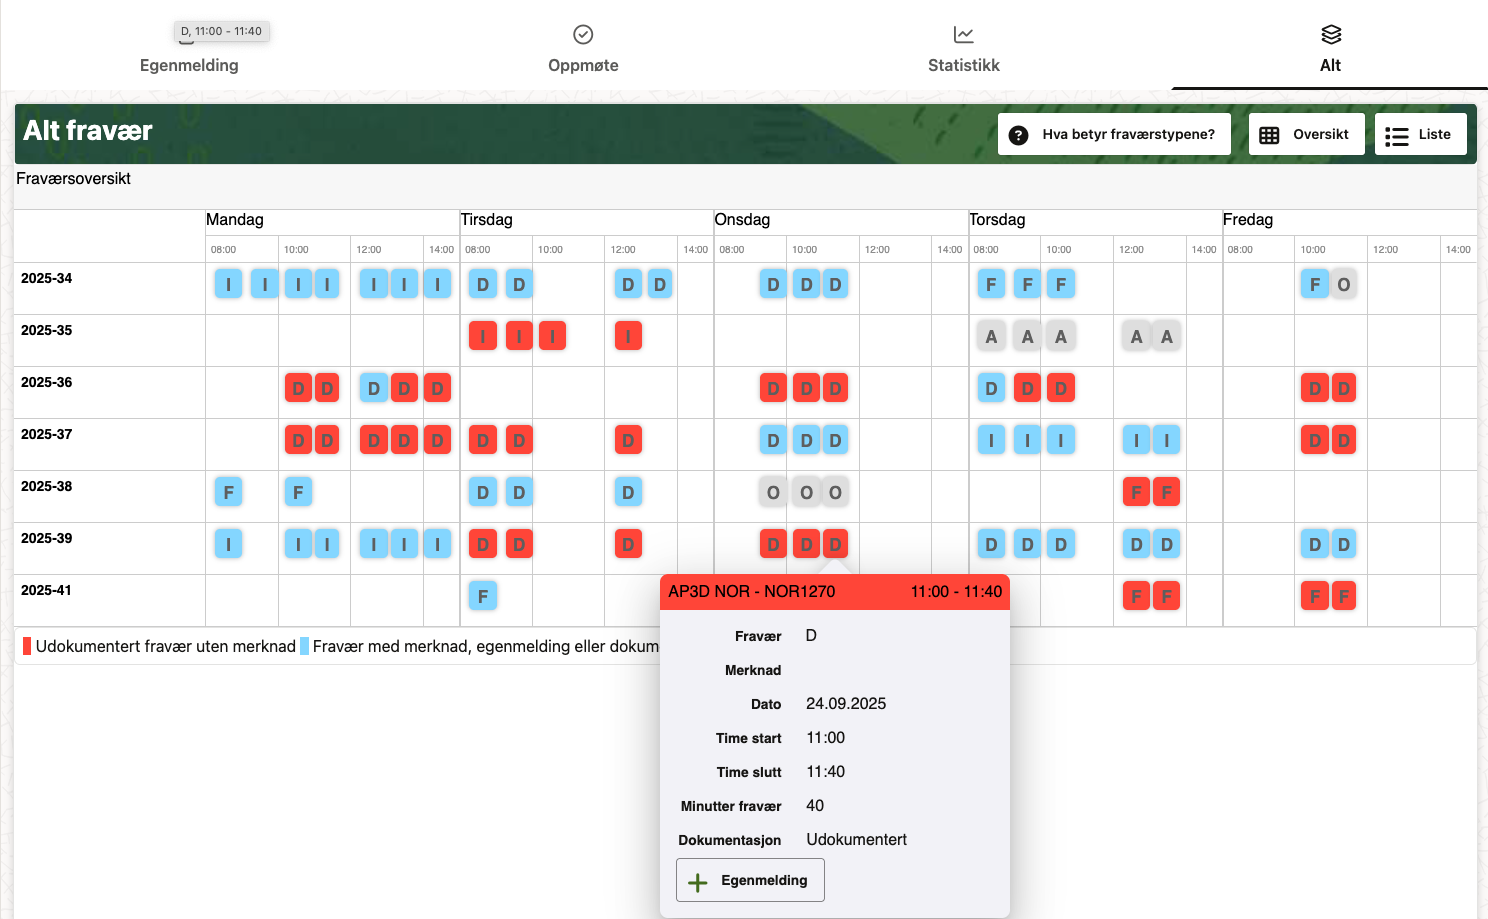 D, 11:00 - 11:40
Egenmelding
Oppmøte
Statistikk
Alt
Alt fravær
Hva betyr fraværstypene?
Oversikt
Liste
Fraværsoversikt
Mandag Tirsdag Onsdag Torsdag Fredag
08:00 10:00 12:00 14:00 08:00 10:00 12:00 14:00 08:00 10:00 12:00 14:00 08:00 10:00 12:00 14:00 08:00 10:00 12:00 14:00
2025-34 I I I I I I I D D D D D D D F F F F O
2025-35 I I I I A A A A A
2025-36 D D D D D D D D D D D D D
2025-37 D D D D D D D D D D D I I I I I D D
2025-38 F F D D D O O O F F
2025-39 I I I I I I D D D D D D D D D D D D D
2025-41 F F F F F
Udokumentert fravær uten merknad Fravær med merknad, egenmelding eller dokum
AP3D NOR - NOR1270 11:00 - 11:40
Fravær D
Merknad
Dato 24.09.2025
Time start 11:00
Time slutt 11:40
Minutter fravær 40
Dokumentasjon Udokumentert
Egenmelding